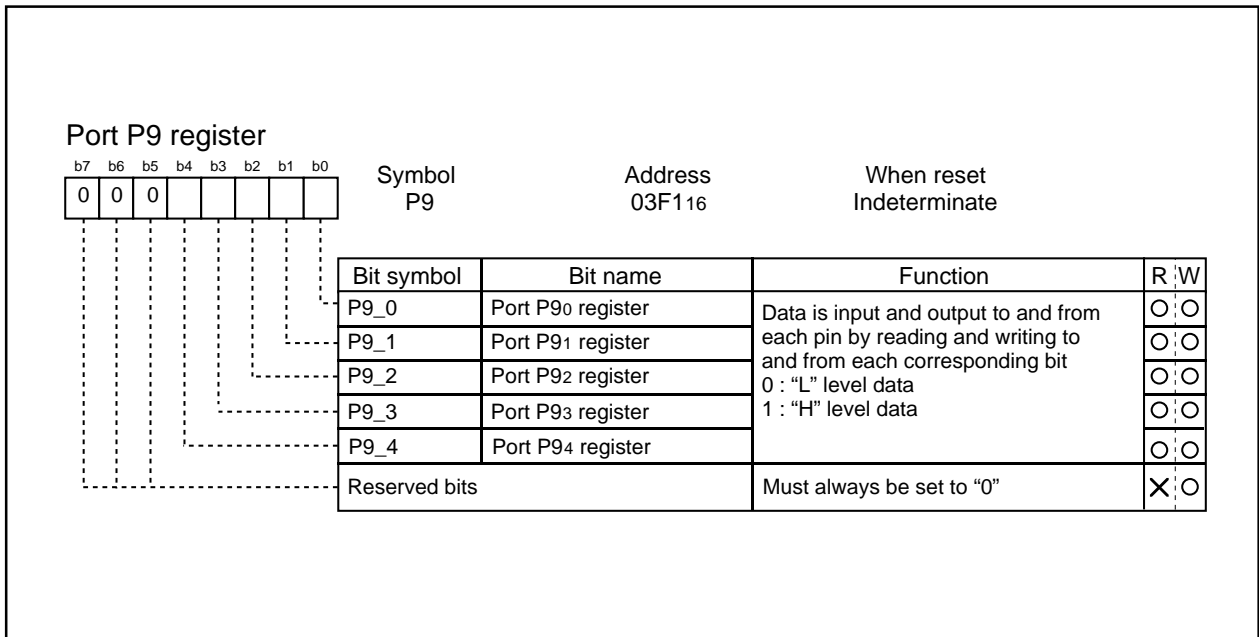 Port P9 register
b7 b6 b5 b4 b3 b2 b1 b0
0 0 0
Symbol Address When reset
P9 03F116 Indeterminate
Bit symbol Bit name Function R W
P9_0 Port P90 register
P9_1 Port P91 register
P9_2 Port P92 register
P9_3 Port P93 register
P9_4 Port P94 register
Data is input and output to and from
each pin by reading and writing to
and from each corresponding bit
0 : “L” level data
1 : “H” level data
Reserved bits Must always be set to “0”